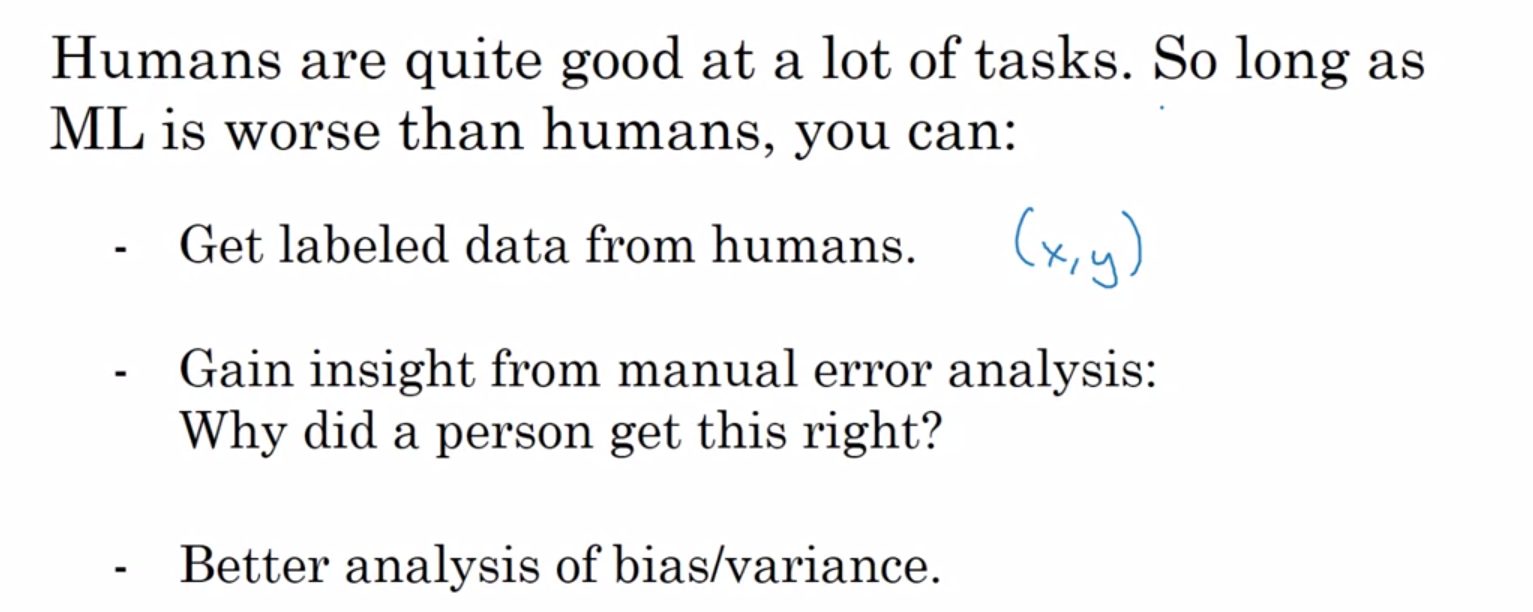 Humans are quite good at a lot of tasks. So long as
ML is worse than humans, you can:
- Get labeled data from humans. (x,y)
- Gain insight from manual error analysis:
Why did a person get this right?
- Better analysis of bias/variance.